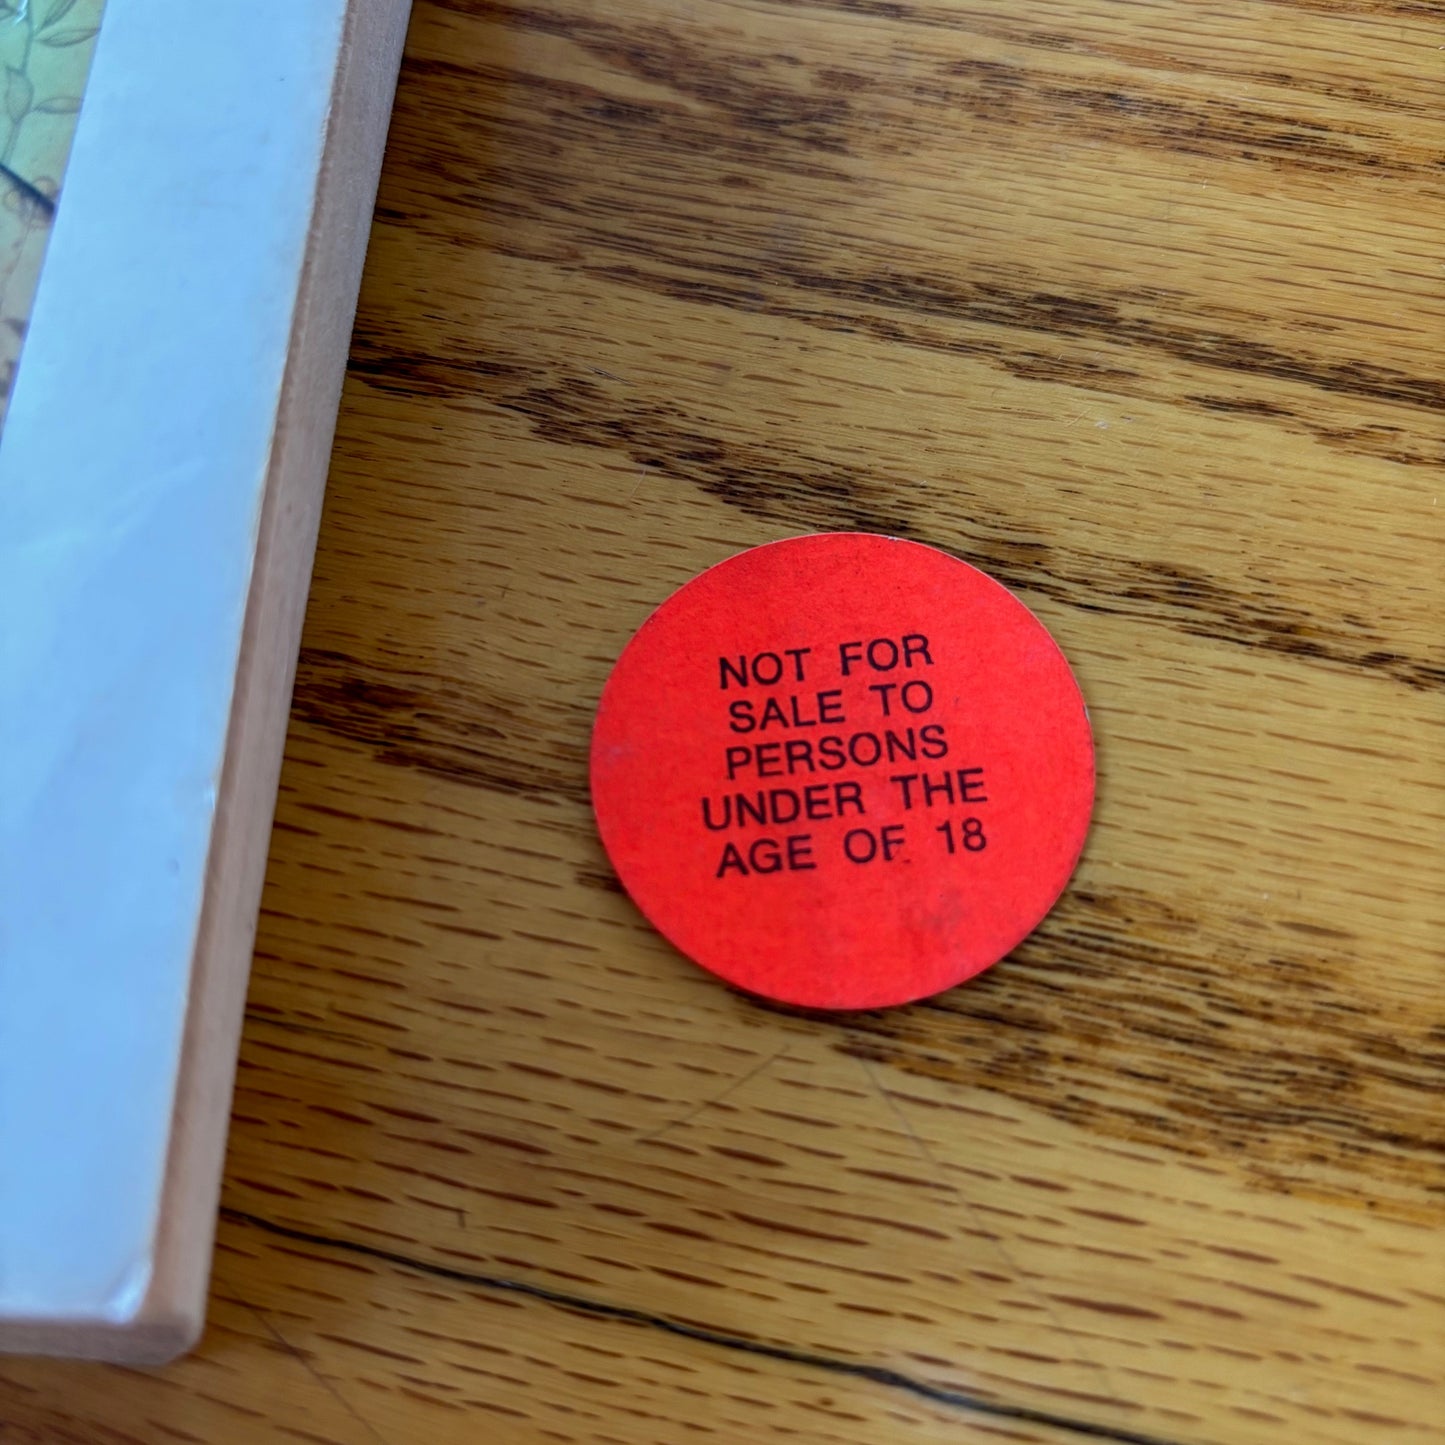 NOT FOR
SALE TO
PERSONS
UNDER THE
AGE OF 18